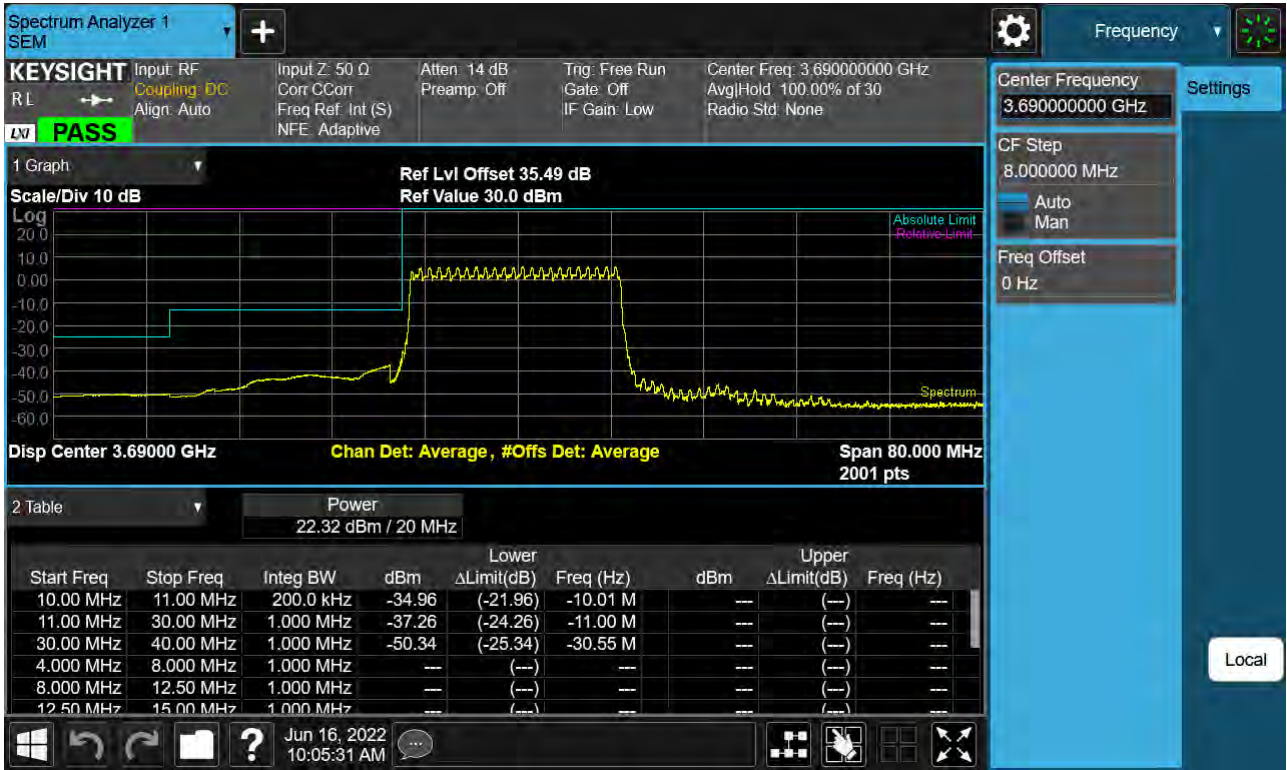 Spectrum Analyzer 1
SEM
Frequency
KEYSIGHT
Input: RF
Coupling: DC
Align: Auto
Input Z: 50 Ω
Corr CCorr
Freq Ref: Int (S)
NFE: Adaptive
Atten: 14 dB
Preamp: Off
Trig: Free Run
Gate: Off
IF Gain: Low
Center Freq: 3.690000000 GHz
Avg|Hold: 100.00% of 30
Radio Std: None
R L
LXI PASS
Center Frequency
3.690000000 GHz
Settings
CF Step
8.000000 MHz
Auto
Man
Freq Offset
0 Hz
1 Graph
Scale/Div 10 dB
Ref Lvl Offset 35.49 dB
Ref Value 30.0 dBm
Log
20.0
10.0
0.00
-10.0
-20.0
-30.0
-40.0
-50.0
-60.0
Absolute Limit
Relative Limit
Spectrum
Disp Center 3.69000 GHz Chan Det: Average, #Offs Det: Average Span 80.000 MHz
2001 pts
2 Table
Power
22.32 dBm / 20 MHz
Lower Upper
Start Freq Stop Freq Integ BW dBm ΔLimit(dB) Freq (Hz) dBm ΔLimit(dB) Freq (Hz)
10.00 MHz 11.00 MHz 200.0 kHz -34.96 (-21.96) -10.01 M --- (---) ---
11.00 MHz 30.00 MHz 1.000 MHz -37.26 (-24.26) -11.00 M --- (---) ---
30.00 MHz 40.00 MHz 1.000 MHz -50.34 (-25.34) -30.55 M --- (---) ---
4.000 MHz 8.000 MHz 1.000 MHz --- (---) --- --- (---) ---
8.000 MHz 12.50 MHz 1.000 MHz --- (---) --- --- (---) ---
12.50 MHz 15.00 MHz 1.000 MHz --- (---) --- --- (---) ---
Local
? Jun 16, 2022
10:05:31 AM